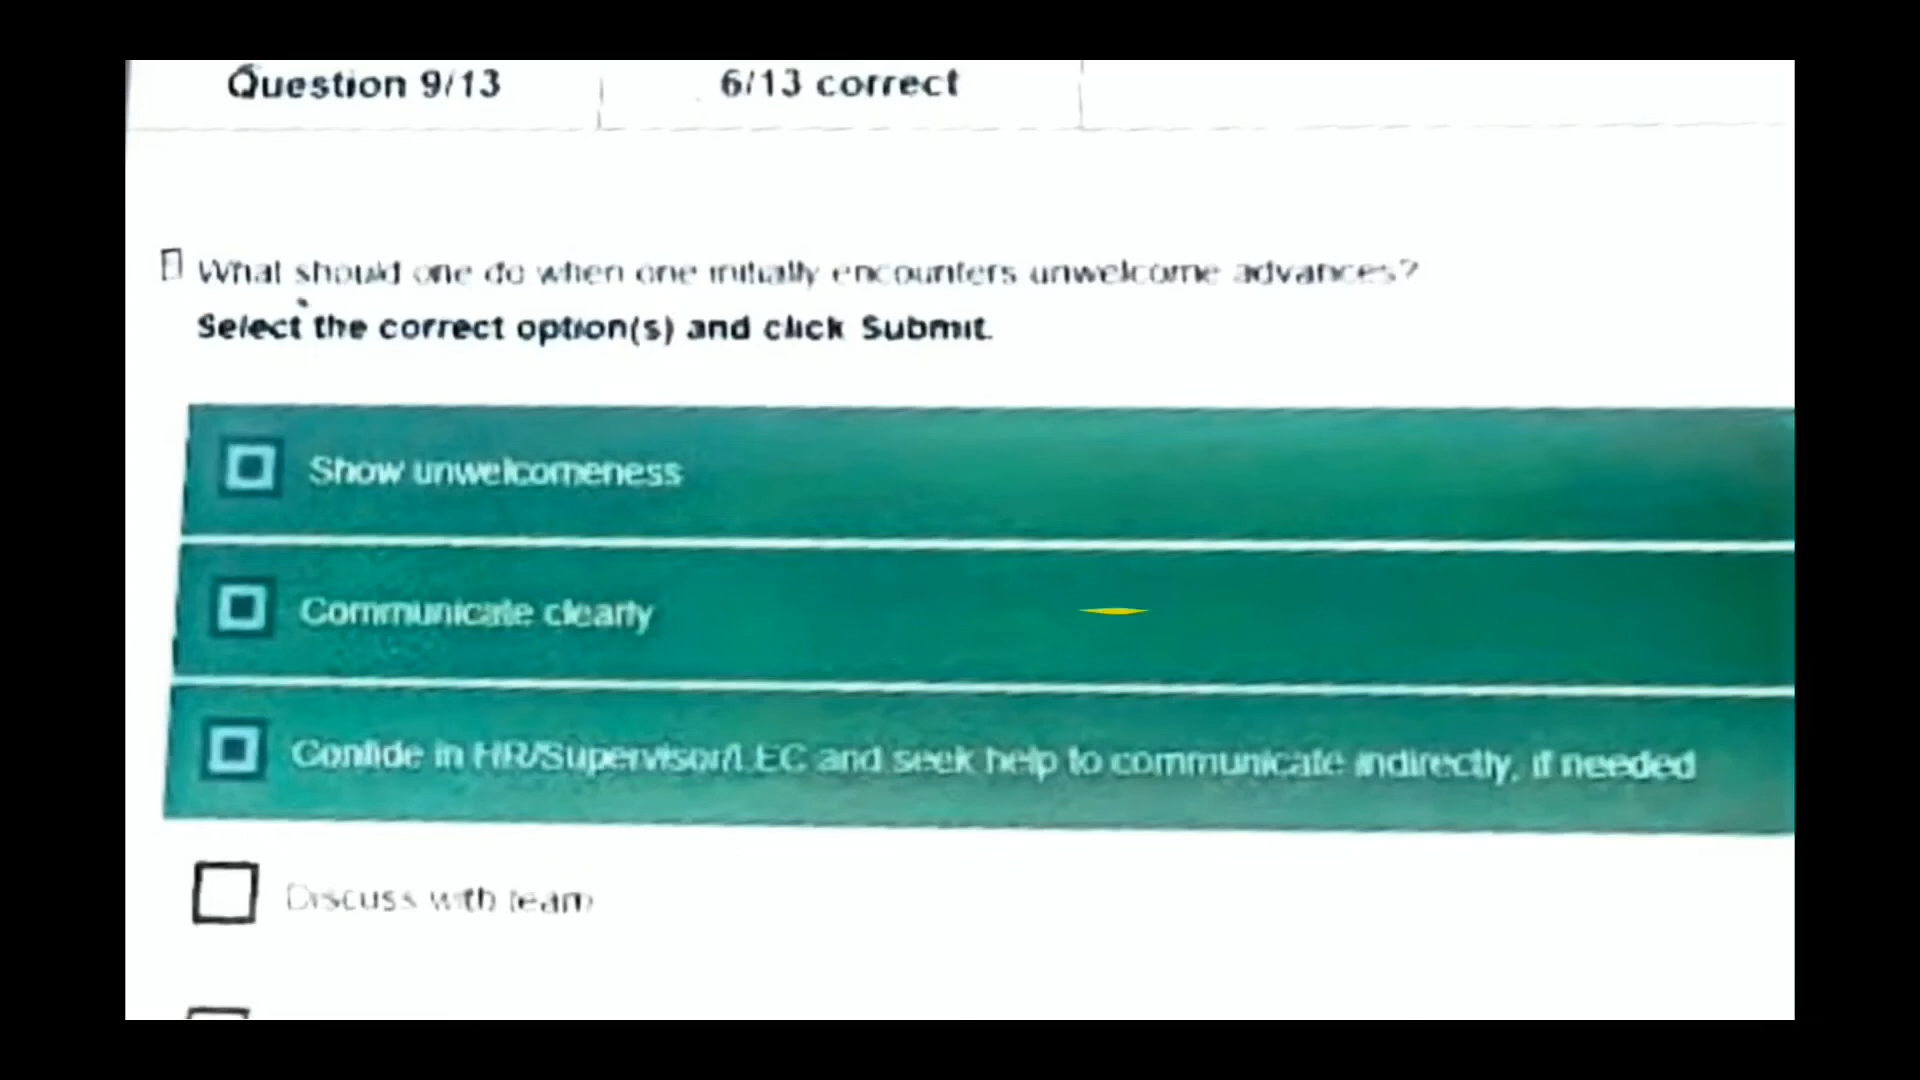 Question 9/13
6/13 correct
What should one do when one initially encounters unwelcome advances?
Select the correct option(s) and click Submit.
Show unwelcomeness
Communicate clearly
Confide in HR/Supervisor/LEC and seek help to communicate indirectly, if needed
Discuss with team